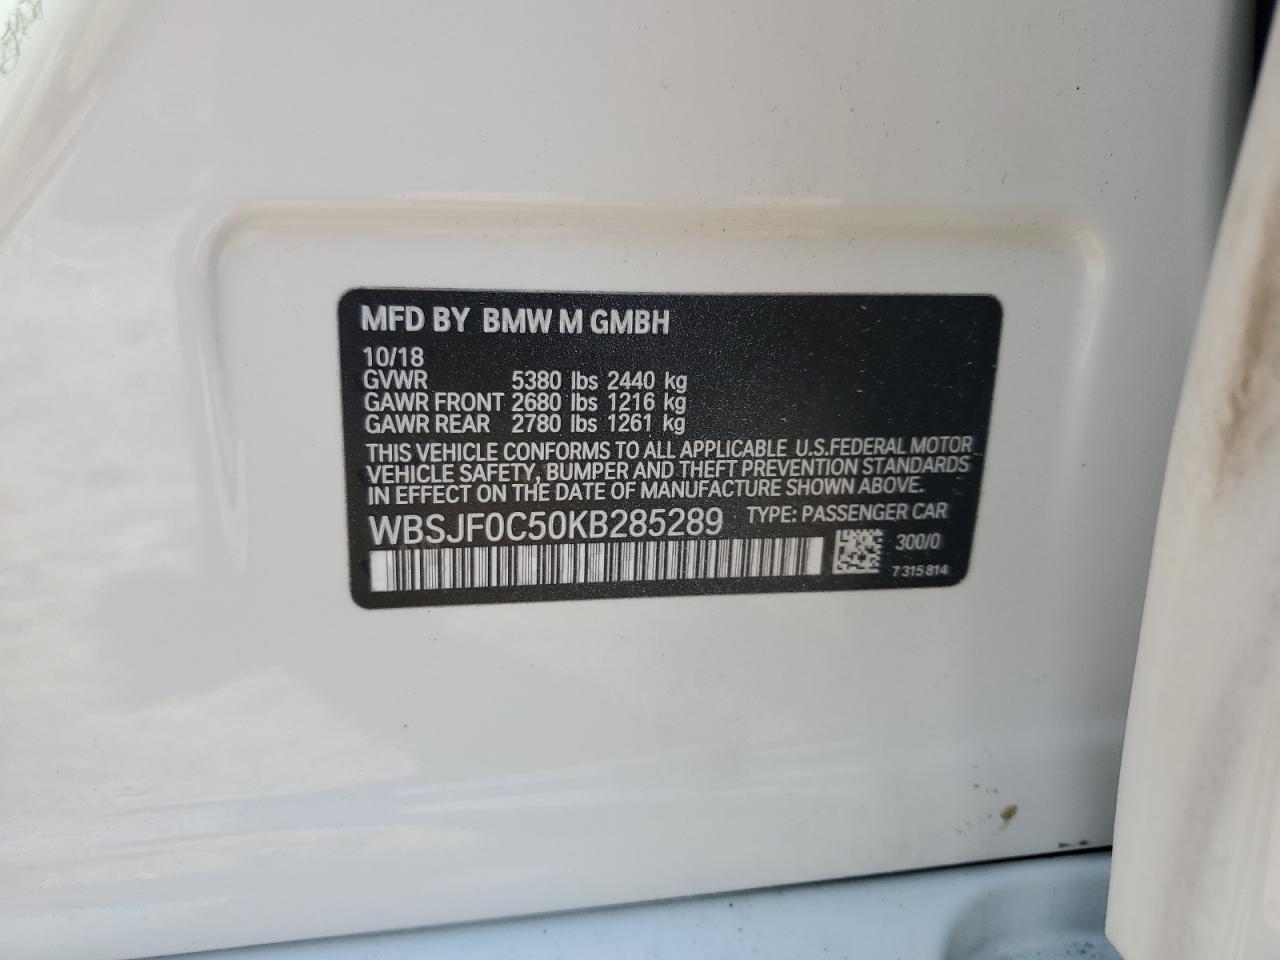 MFD BY BMW M GMBH
10/18
GVWR 5380 lbs 2440 kg
GAWR FRONT 2680 lbs 1216 kg
GAWR REAR 2780 lbs 1261 kg
THIS VEHICLE CONFORMS TO ALL APPLICABLE U.S.FEDERAL MOTOR
VEHICLE SAFETY, BUMPER AND THEFT PREVENTION STANDARDS
IN EFFECT ON THE DATE OF MANUFACTURE SHOWN ABOVE.
WBSJF0C50KB285289 TYPE: PASSENGER CAR
300/0
7 315 814